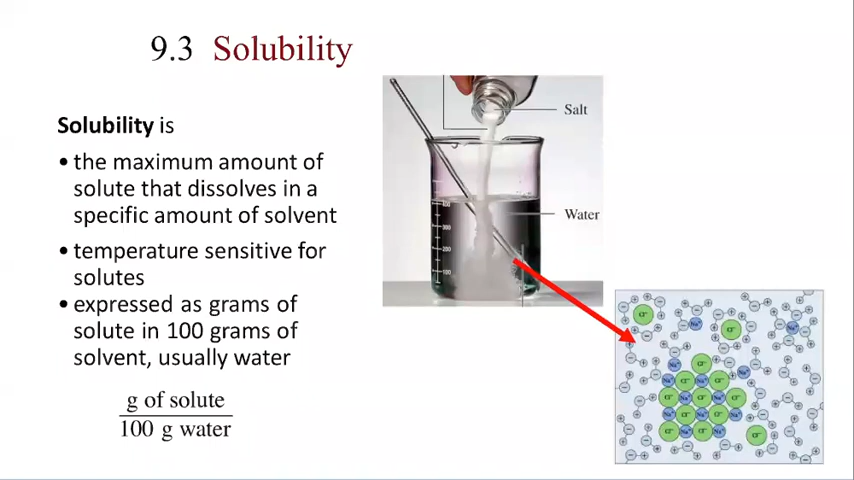 9.3 Solubility
Solubility is
• the maximum amount of
solute that dissolves in a
specific amount of solvent
• temperature sensitive for
solutes
• expressed as grams of
solute in 100 grams of
solvent, usually water
g of solute
100 g water
Salt
Water